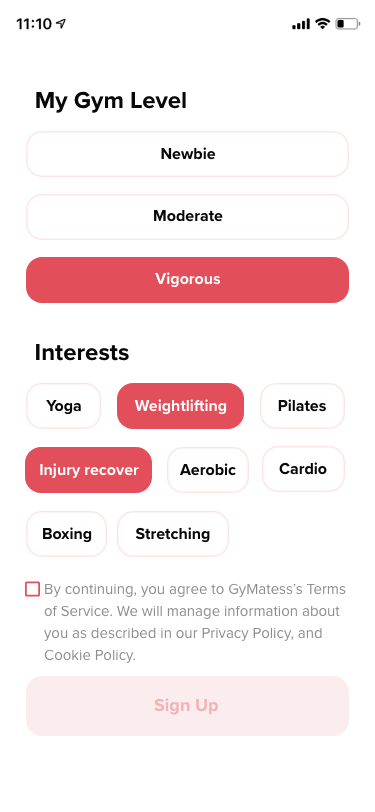 11:10
My Gym Level
Newbie
Moderate
Vigorous
Interests
Yoga Weightlifting Pilates
Injury recover Aerobic Cardio
Boxing Stretching
By continuing, you agree to GyMatess's Terms
of Service. We will manage information about
you as described in our Privacy Policy, and
Cookie Policy.
Sign Up